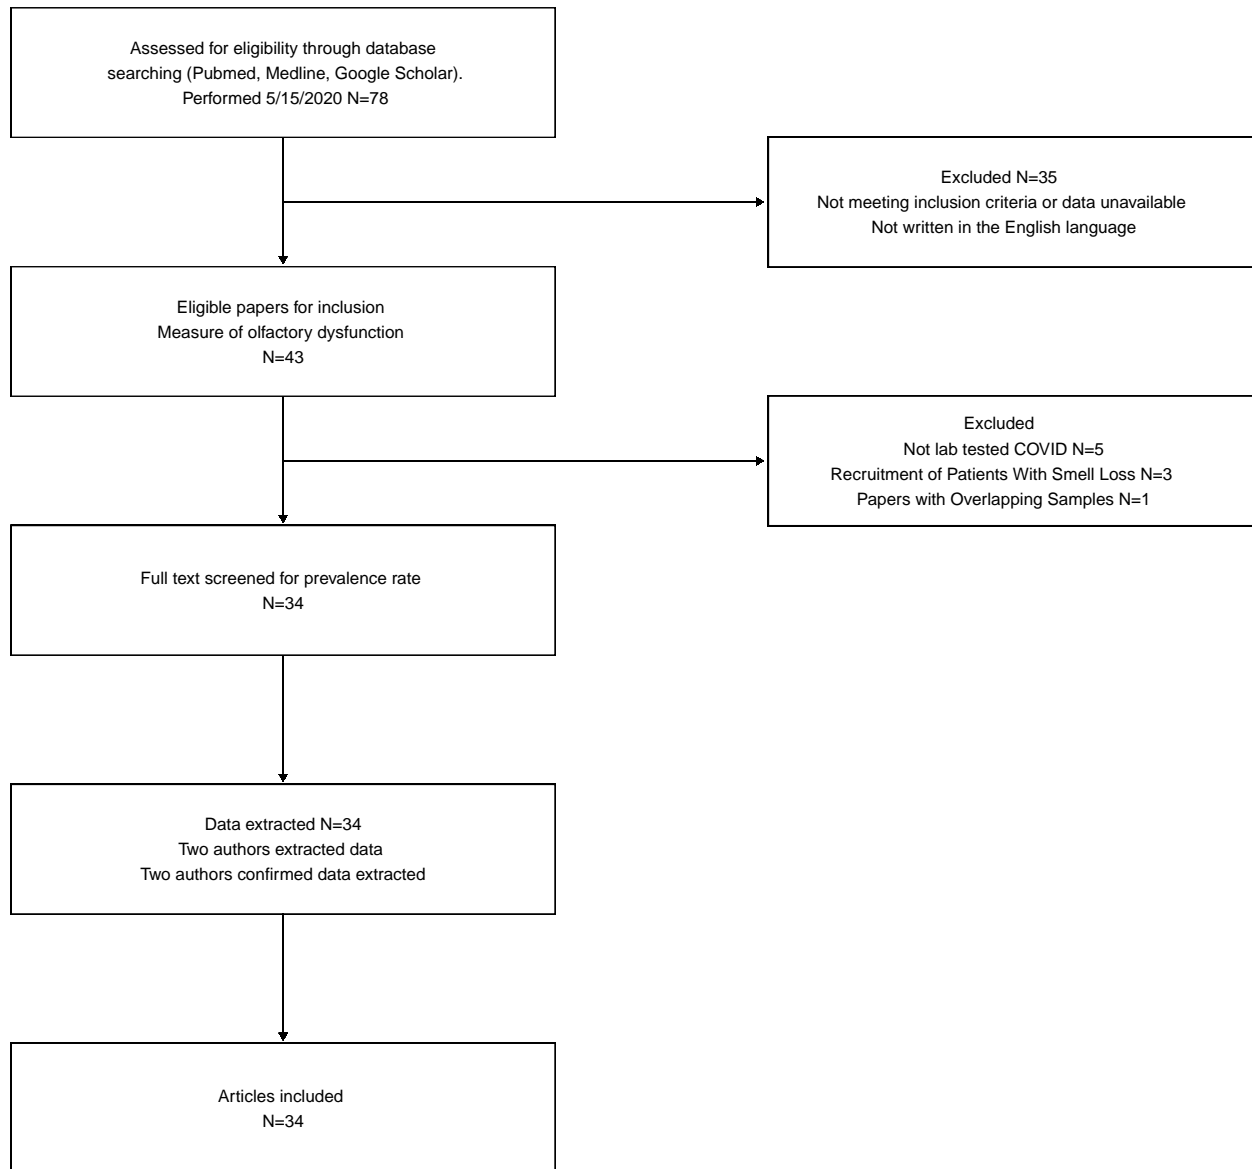 Assessed for eligibility through database
searching (Pubmed, Medline, Google Scholar).
Performed 5/15/2020 N=78
Excluded N=35
Not meeting inclusion criteria or data unavailable
Not written in the English language
Eligible papers for inclusion
Measure of olfactory dysfunction
N=43
Excluded
Not lab tested COVID N=5
Recruitment of Patients With Smell Loss N=3
Papers with Overlapping Samples N=1
Full text screened for prevalence rate
N=34
Data extracted N=34
Two authors extracted data
Two authors confirmed data extracted
Articles included
N=34